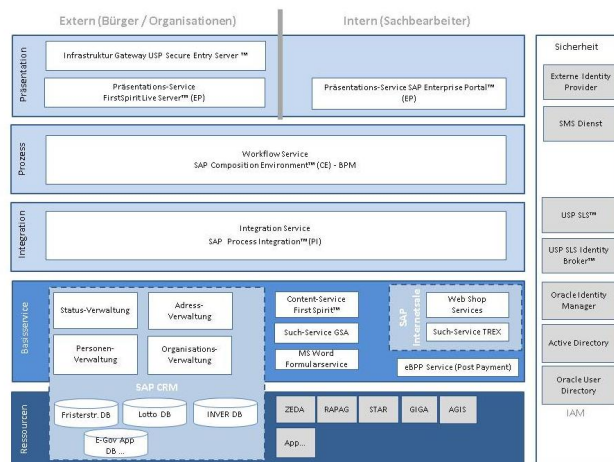 Extern (Bürger / Organisationen)
Intern (Sachbearbeiter)
Präsentation
Infrastruktur Gateway USP Secure Entry Server ™
Präsentations-Service
FirstSpirit Live Server™ (EP)
Präsentations-Service SAP Enterprise Portal™
(EP)
Prozess
Workflow Service
SAP Composition Environment™ (CE) - BPM
Integration
Integration Service
SAP Process Integration™ (PI)
Basisservice
Status-Verwaltung
Adress-
Verwaltung
Personen-
Verwaltung
Organisations-
Verwaltung
SAP CRM
Content-Service
First Spirit™
Such-Service GSA
MS Word
Formularservice
SAP
Internetsale
Web Shop
Services
Such-Service TREX
eBPP Service (Post Payment)
Ressourcen
Fristerstr. DB
Lotto DB
INVER DB
E-Gov App
DB ...
ZEDA
RAPAG
STAR
GIGA
AGIS
App...
Sicherheit
Externe Identity
Provider
SMS Dienst
USP SLS™
USP SLS Identity
Broker™
Oracle Identity
Manager
Active Directory
Oracle User
Directory
IAM